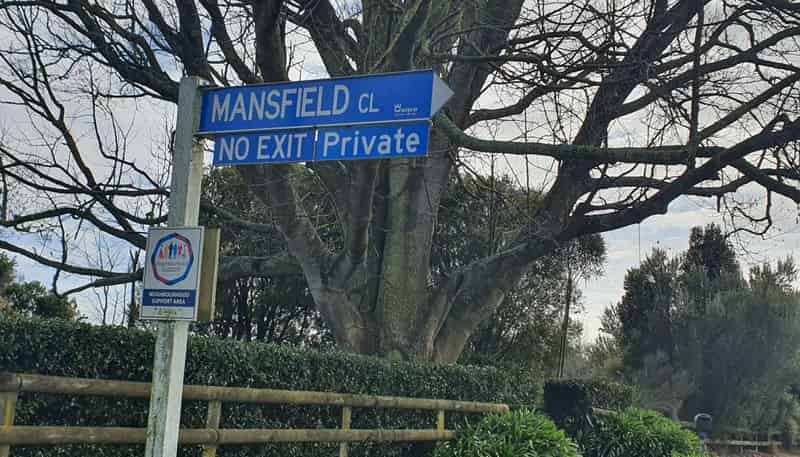 MANSFIELD CL
NO EXIT Private
NEIGHBOURHOOD
SUPPORT AREA